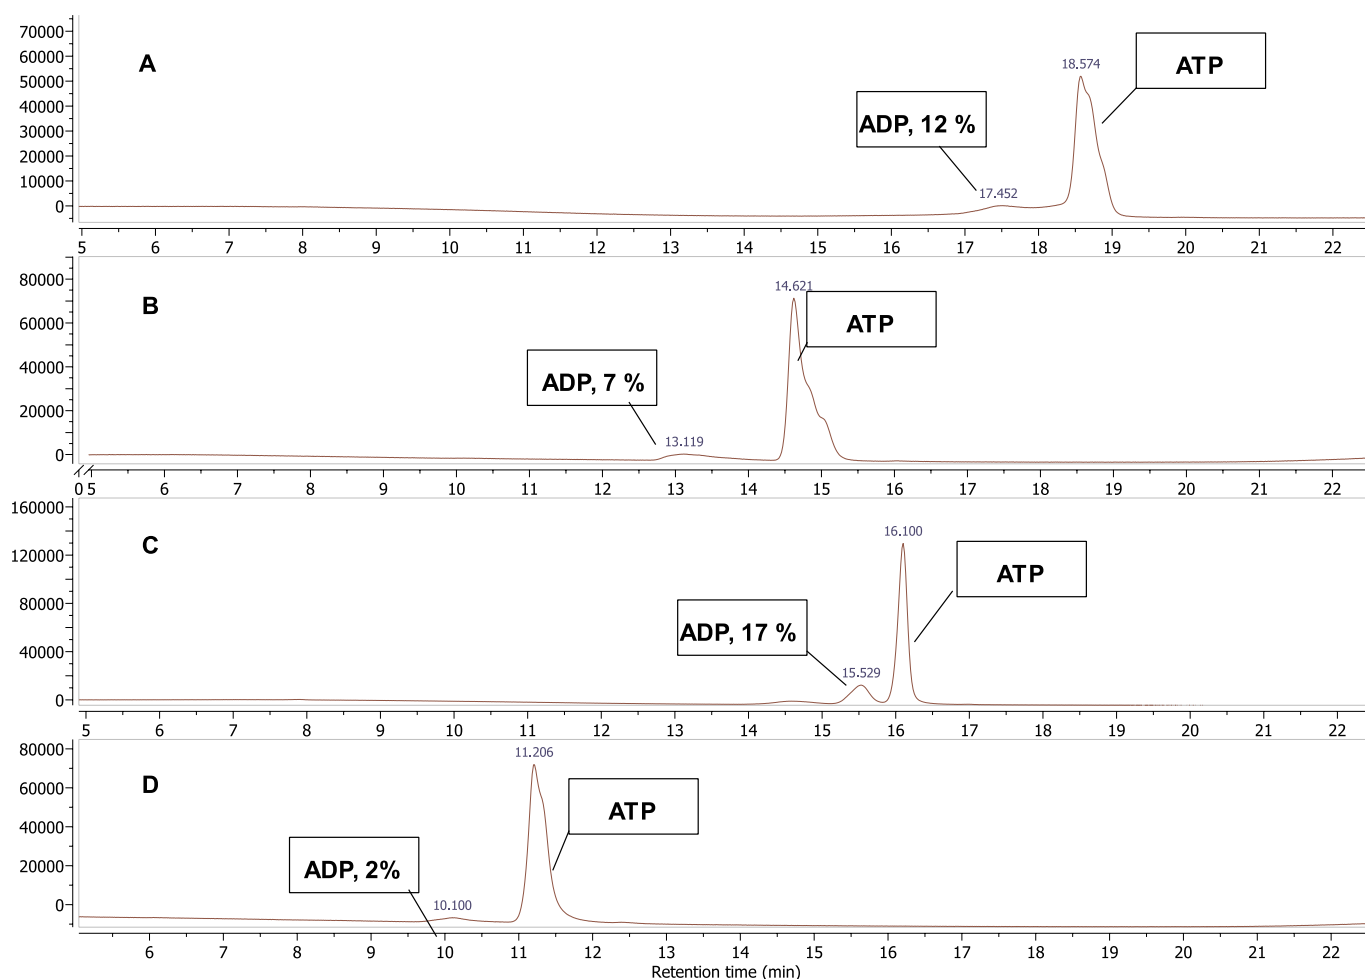 70000
60000
50000
40000
30000
20000
10000
0
A
18.574
ATP
ADP, 12 %
17.452
5 6 7 8 9 10 11 12 13 14 15 16 17 18 19 20 21 22
80000
60000
40000
20000
0
B
14.621
ATP
ADP, 7 %
13.119
0 5 6 7 8 9 10 11 12 13 14 15 16 17 18 19 20 21 22
160000
120000
80000
40000
0
C
16.100
ATP
ADP, 17 %
15.529
5 6 7 8 9 10 11 12 13 14 15 16 17 18 19 20 21 22
80000
60000
40000
20000
0
D
11.206
ATP
ADP, 2%
10.100
6 7 8 9 10 11 12 13 14 15 16 17 18 19 20 21 22
Retention time (min)